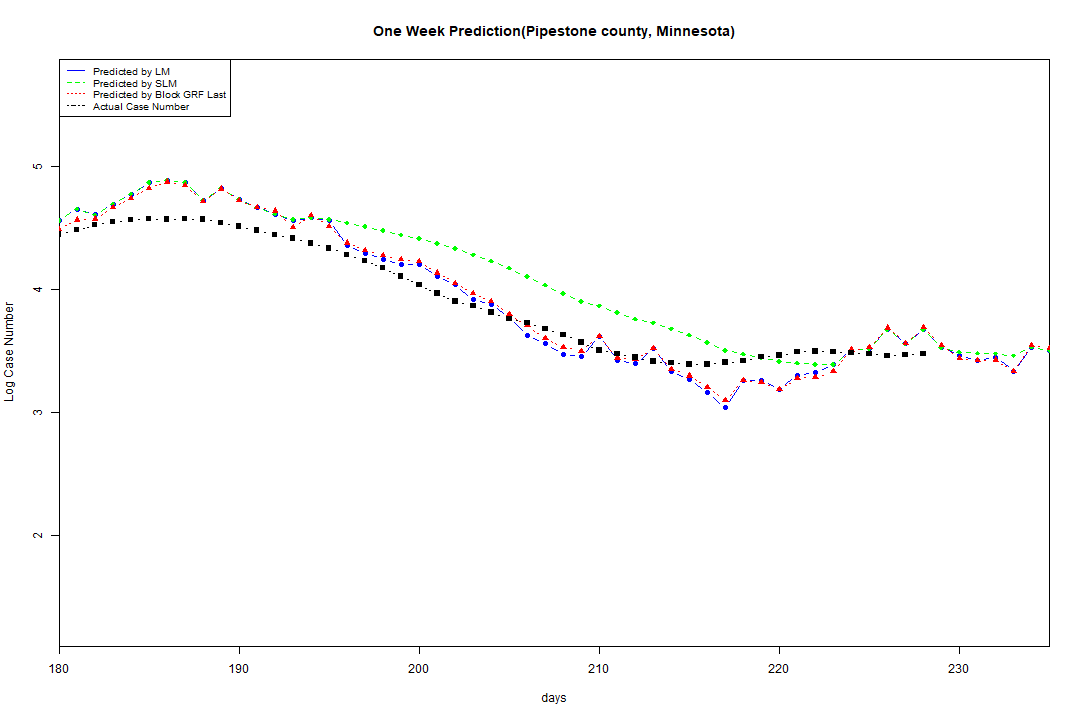 One Week Prediction(Pipestone county, Minnesota)
Predicted by LM
Predicted by SLM
Predicted by Block GRF Last
Actual Case Number
5
4
3
2
Log Case Number
180 190 200 210 220 230
days